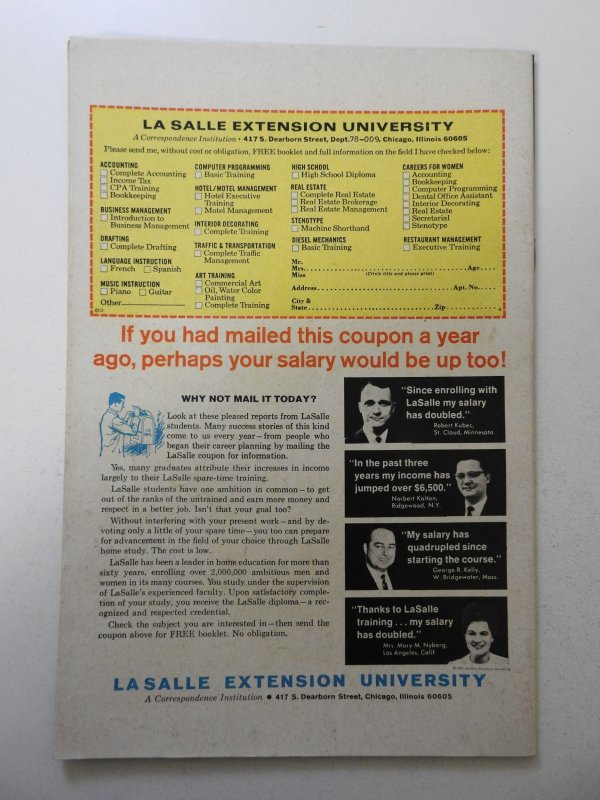 LA SALLE EXTENSION UNIVERSITY
A Correspondence Institution • 417 S. Dearborn Street, Dept. 78-009, Chicago, Illinois 60605
Please send me, without cost or obligation, FREE booklet and full information on the field I have checked below:
ACCOUNTING
Complete Accounting
Income Tax
CPA Training
Bookkeeping
BUSINESS MANAGEMENT
Introduction to
Business Management
DRAFTING
Complete Drafting
LANGUAGE INSTRUCTION
French Spanish
MUSIC INSTRUCTION
Piano Guitar
Other
COMPUTER PROGRAMMING
Basic Training
HOTEL/MOTEL MANAGEMENT
Hotel Executive
Training
Motel Management
INTERIOR DECORATING
Complete Training
TRAFFIC & TRANSPORTATION
Complete Traffic
Management
ART TRAINING
Commercial Art
Oil, Water Color
Painting
Complete Training
HIGH SCHOOL
High School Diploma
REAL ESTATE
Complete Real Estate
Real Estate Brokerage
Real Estate Management
STENOTYPE
Machine Shorthand
DIESEL MECHANICS
Basic Training
CAREERS FOR WOMEN
Accounting
Bookkeeping
Computer Programming
Dental Office Assistant
Interior Decorating
Real Estate
Secretarial
Stenotype
RESTAURANT MANAGEMENT
Executive Training
Mr.
Mrs. Age
Miss (Circle title and please print)
Address Apt. No.
City &
State Zip
If you had mailed this coupon a year
ago, perhaps your salary would be up too!
WHY NOT MAIL IT TODAY?
Look at these pleased reports from LaSalle
students. Many success stories of this kind
come to us every year—from people who
began their career planning by mailing the
LaSalle coupon for information.
Yes, many graduates attribute their increases in income
largely to their LaSalle spare-time training.
LaSalle students have one ambition in common—to get
out of the ranks of the untrained and earn more money and
respect in a better job. Isn't that your goal too?
Without interfering with your present work—and by de-
voting only a little of your spare time—you too can prepare
for advancement in the field of your choice through LaSalle
home study. The cost is low.
LaSalle has been a leader in home education for more than
sixty years, enrolling over 2,000,000 ambitious men and
women in its many courses. You study under the supervision
of LaSalle's experienced faculty. Upon satisfactory comple-
tion of your study, you receive the LaSalle diploma—a rec-
ognized and respected credential.
Check the subject you are interested in—then send the
coupon above for FREE booklet. No obligation.
"Since enrolling with
LaSalle my salary
has doubled."
Robert Kubec,
St. Cloud, Minnesota.
"In the past three
years my income has
jumped over $6,500."
Norbert Kaiton,
Ridgewood, N.Y.
"My salary has
quadrupled since
starting the course."
George R. Kelly,
W. Bridgewater, Mass.
"Thanks to LaSalle
training . . . my salary
has doubled."
Mrs. Mary M. Nyberg,
Los Angeles, Calif.
LA SALLE EXTENSION UNIVERSITY
A Correspondence Institution • 417 S. Dearborn Street, Chicago, Illinois 60605